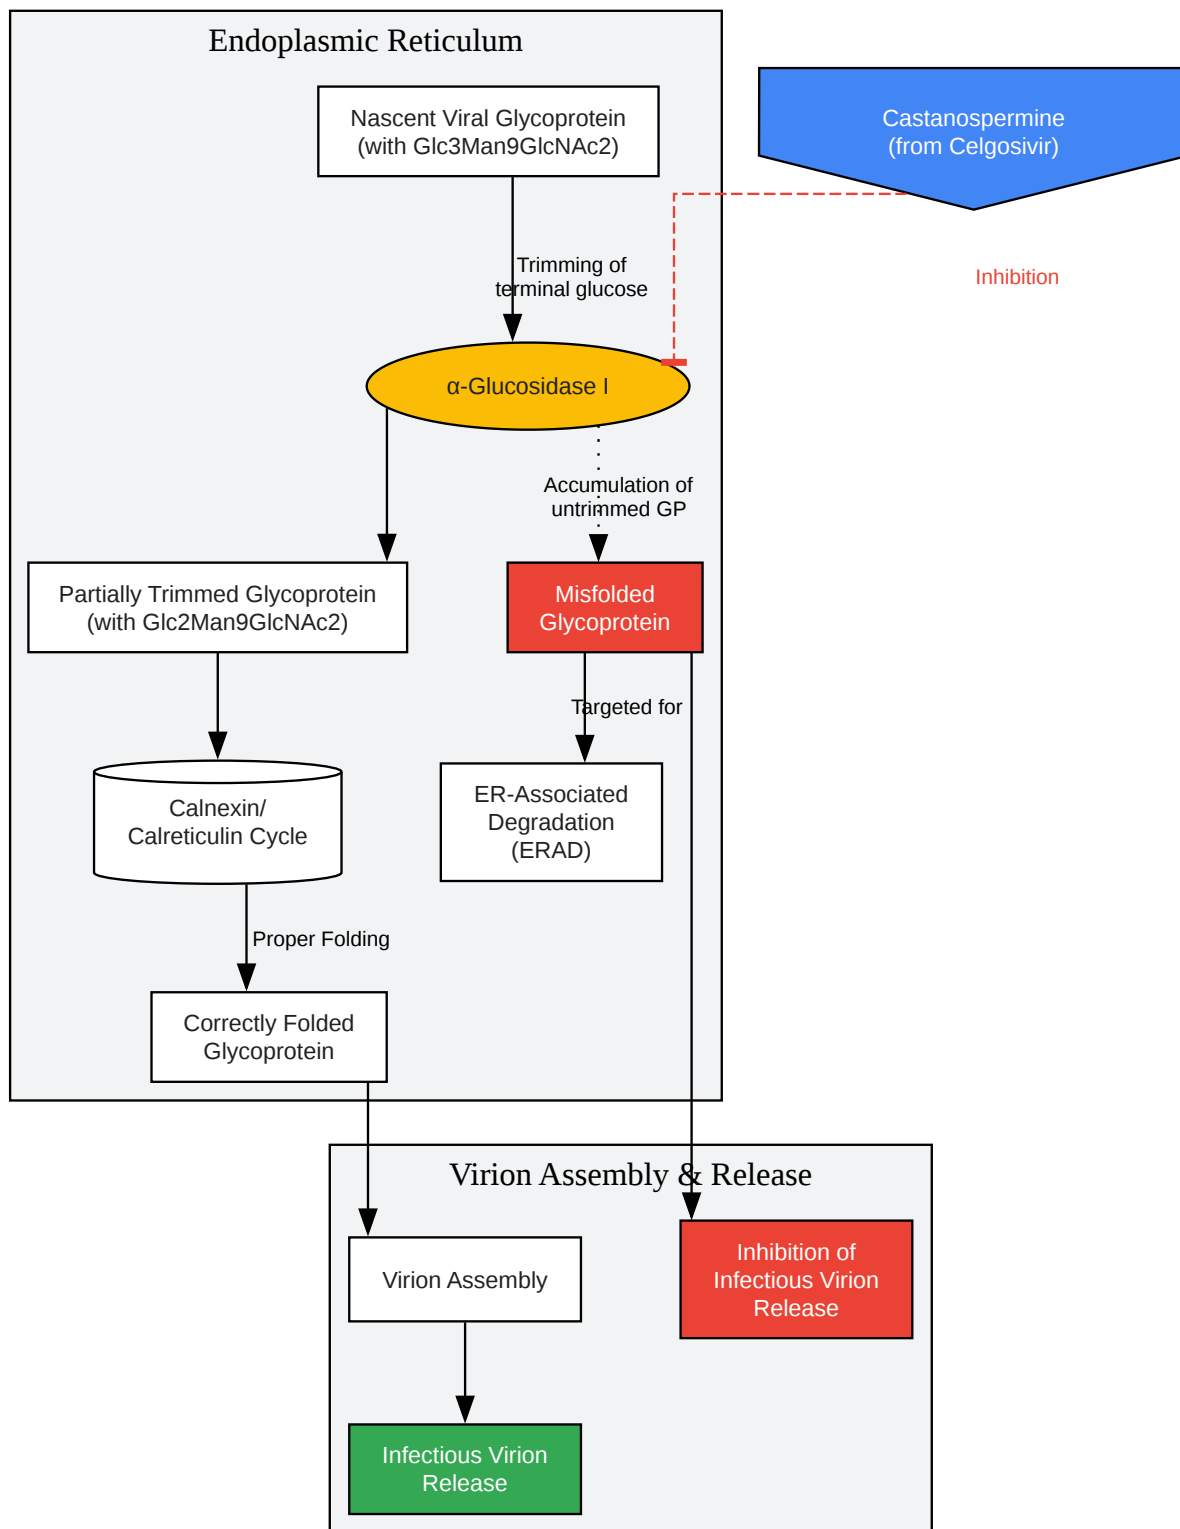 Endoplasmic Reticulum
Nascent Viral Glycoprotein
(with Glc3Man9GlcNAc2)
Castanospermine
(from Celgosivir)
Trimming of
terminal glucose
Inhibition
α-Glucosidase I
Accumulation of
untrimmed GP
Partially Trimmed Glycoprotein
(with Glc2Man9GlcNAc2)
Misfolded
Glycoprotein
Targeted for
Calnexin/
Calreticulin Cycle
ER-Associated
Degradation
(ERAD)
Proper Folding
Correctly Folded
Glycoprotein
Virion Assembly & Release
Virion Assembly
Inhibition of
Infectious Virion
Release
Infectious Virion
Release